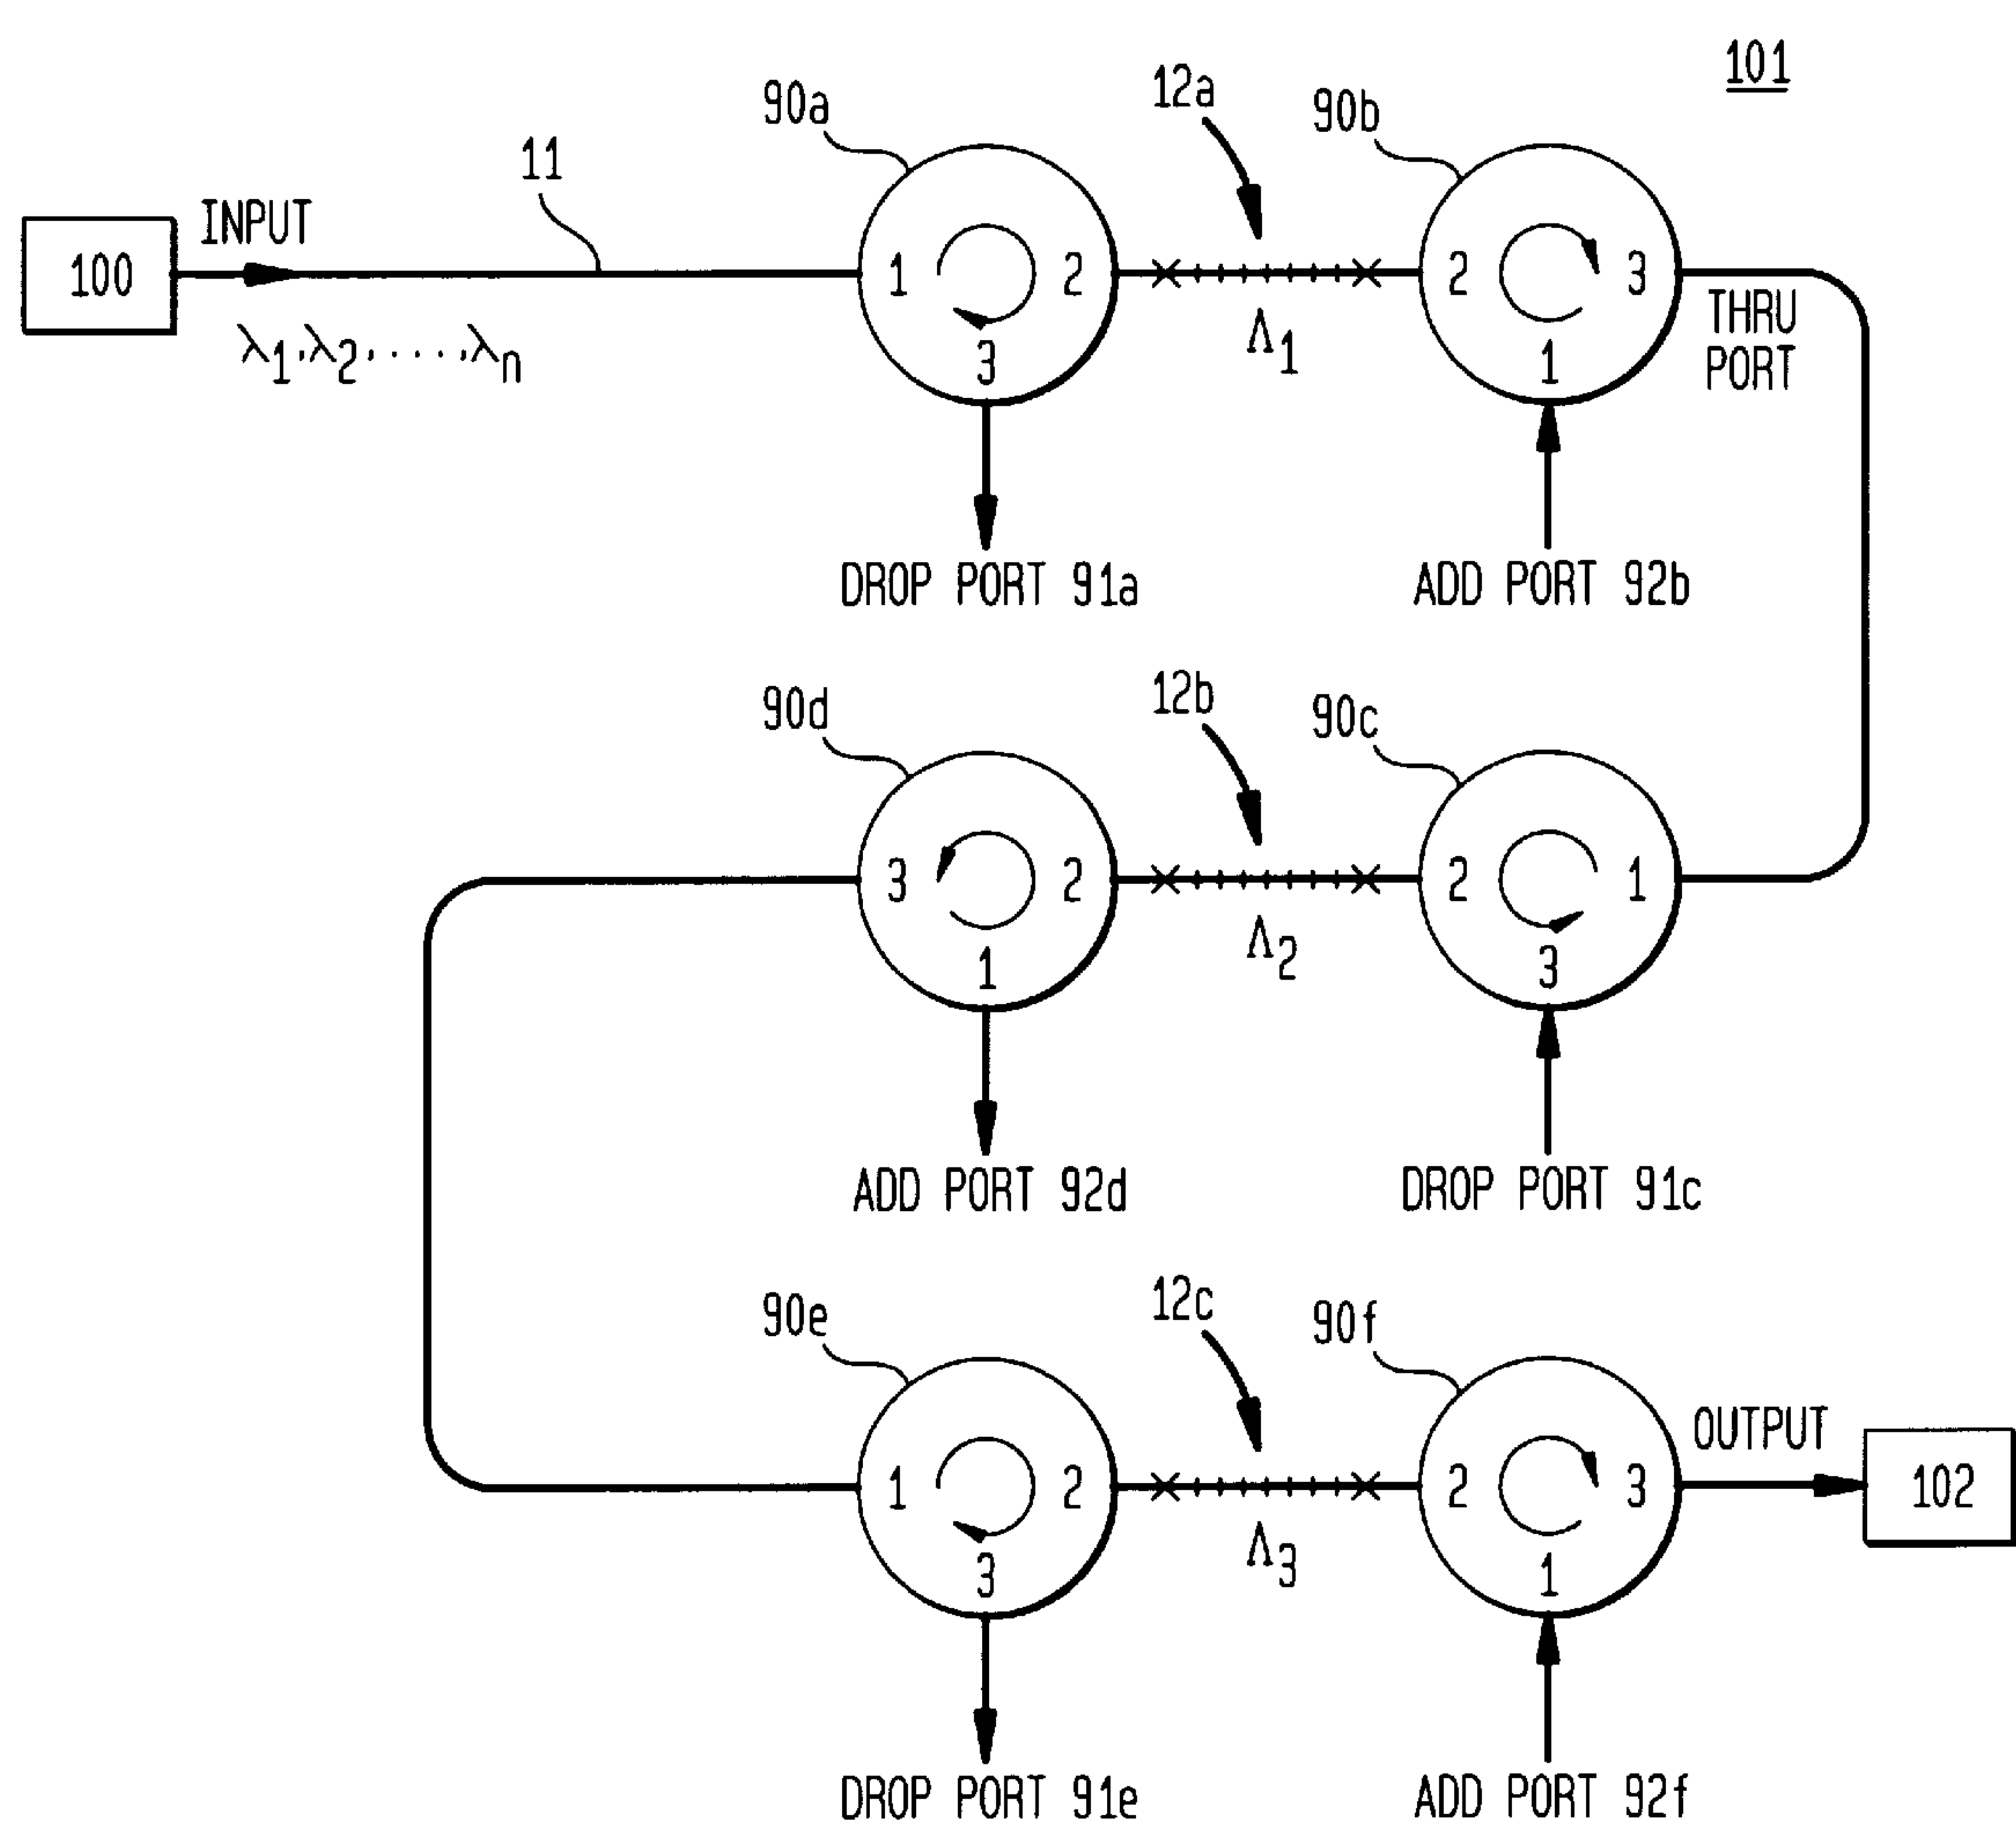 101
90a
12a
90b
11
INPUT
100
1
2
Λ1
2
3
λ1,λ2,....,λn
3
1
THRU
PORT
DROP PORT 91a
ADD PORT 92b
90d
12b
90c
3
2
Λ2
2
1
1
3
ADD PORT 92d
DROP PORT 91c
90e
12c
90f
1
2
Λ3
2
3
OUTPUT
102
3
1
DROP PORT 91e
ADD PORT 92f